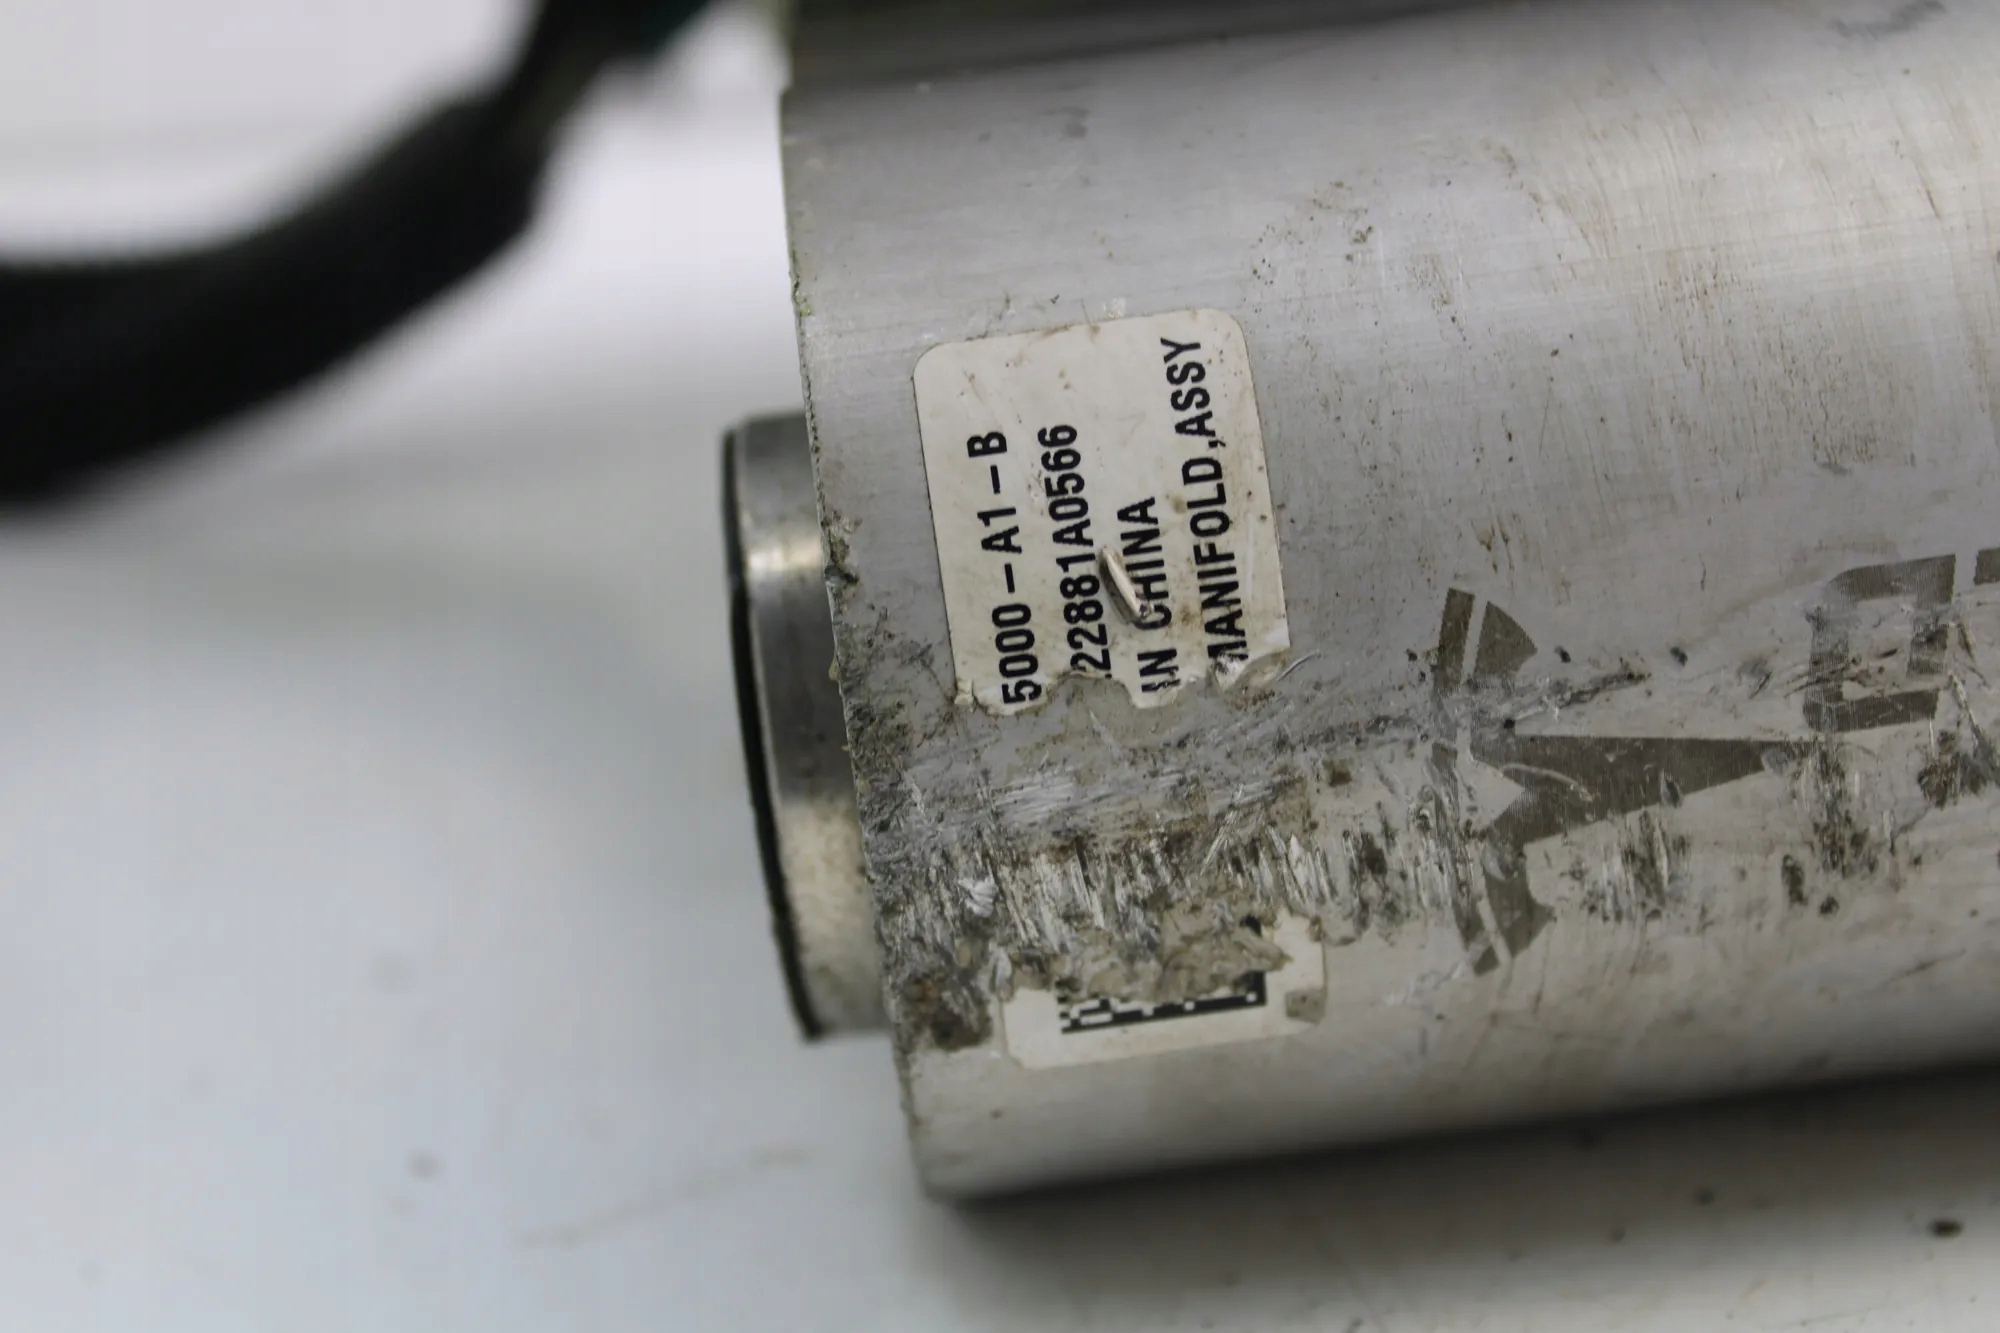 5000-A1-B
22881A0566
IN CHINA
MANIFOLD,ASSY